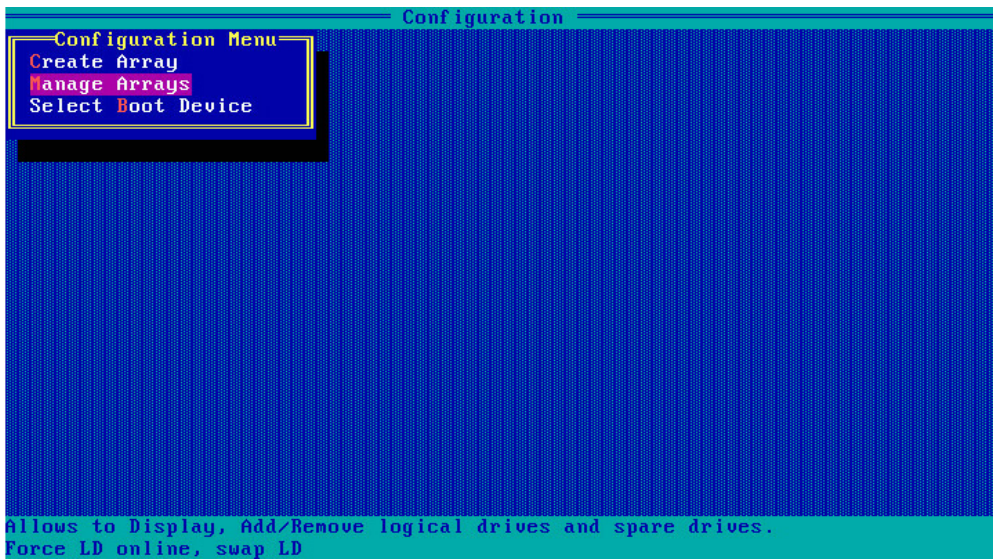 Configuration
Configuration Menu
Create Array
Manage Arrays
Select Boot Device
Allows to Display, Add/Remove logical drives and spare drives.
Force LD online, swap LD